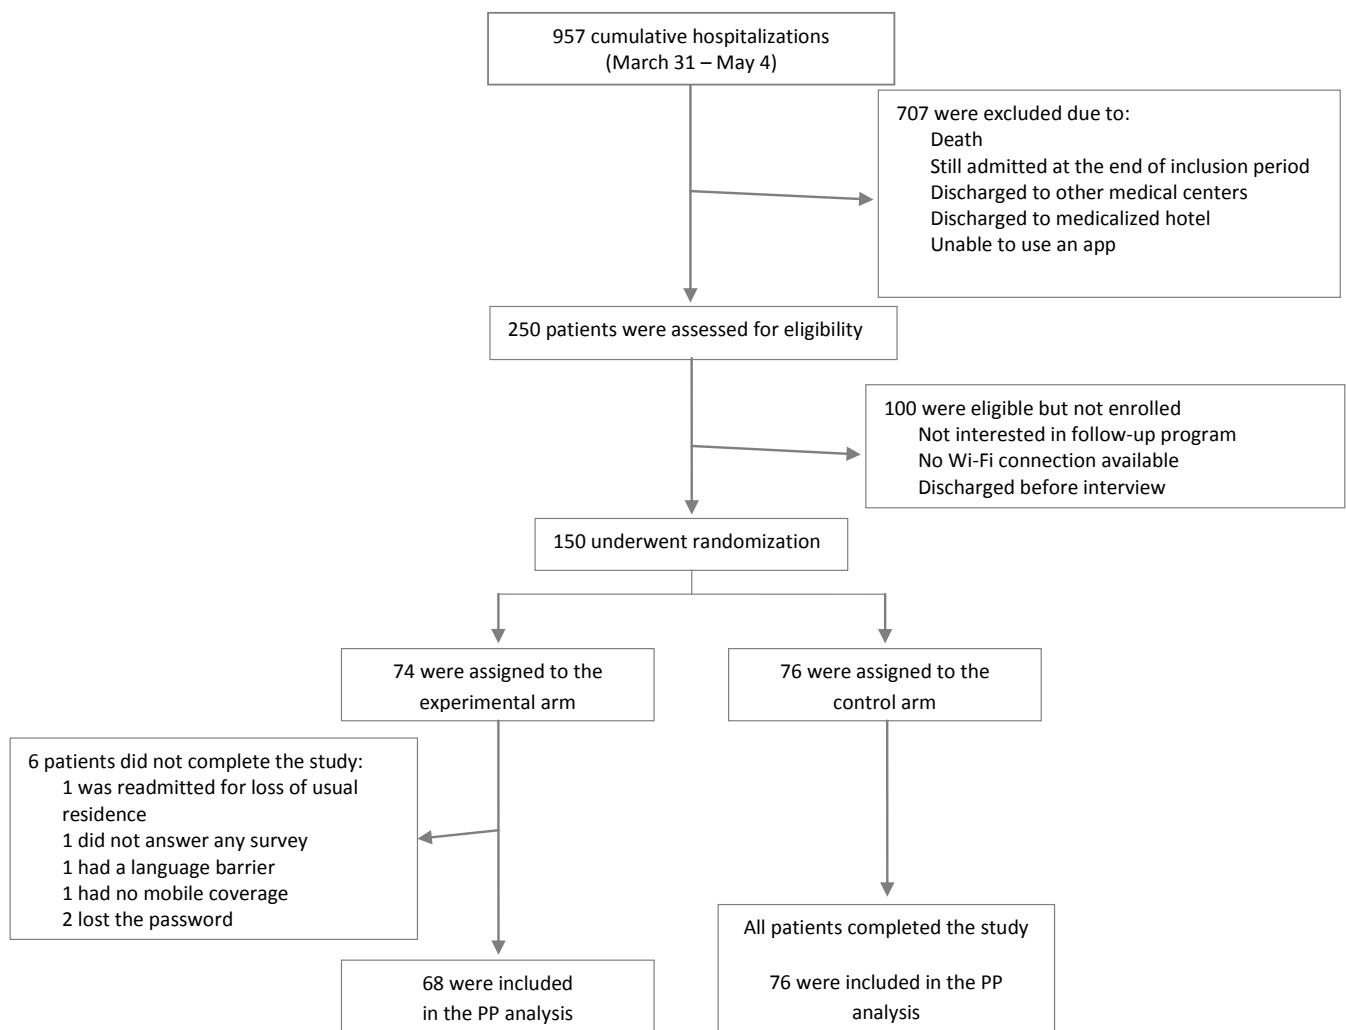 957 cumulative hospitalizations
(March 31 – May 4)
707 were excluded due to:
Death
Still admitted at the end of inclusion period
Discharged to other medical centers
Discharged to medicalized hotel
Unable to use an app
250 patients were assessed for eligibility
100 were eligible but not enrolled
Not interested in follow-up program
No Wi-Fi connection available
Discharged before interview
150 underwent randomization
74 were assigned to the
experimental arm
76 were assigned to the
control arm
6 patients did not complete the study:
1 was readmitted for loss of usual
residence
1 did not answer any survey
1 had a language barrier
1 had no mobile coverage
2 lost the password
All patients completed the study
76 were included in the PP
analysis
68 were included
in the PP analysis